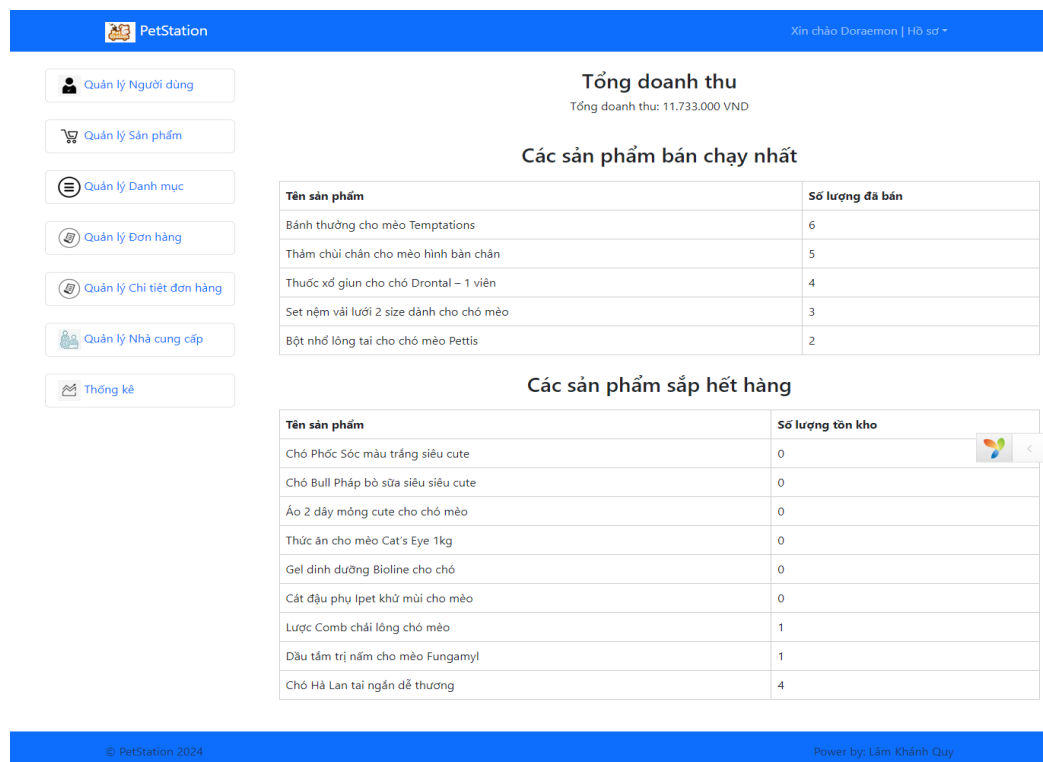 PetStation
Xin chào Doraemon | Hồ sơ
Quản lý Người dùng
Quản lý Sản phẩm
Quản lý Danh mục
Quản lý Đơn hàng
Quản lý Chi tiêt đơn hàng
Quản lý Nhà cung cấp
Thống kê
Tổng doanh thu
Tổng doanh thu: 11.733.000 VND
Các sản phẩm bán chạy nhất
Tên sản phẩm Số lượng đã bán
Bánh thưởng cho mèo Temptations 6
Thảm chùi chân cho mèo hình bàn chân 5
Thuốc xổ giun cho chó Drontal – 1 viên 4
Set nệm vải lưới 2 size dành cho chó mèo 3
Bột nhổ lông tai cho chó mèo Pettis 2
Các sản phẩm sắp hết hàng
Tên sản phẩm Số lượng tồn kho
Chó Phốc Sóc màu trắng siêu cute 0
Chó Bull Pháp bò sữa siêu siêu cute 0
Áo 2 dây mỏng cute cho chó mèo 0
Thức ăn cho mèo Cat's Eye 1kg 0
Gel dinh dưỡng Bioline cho chó 0
Cát đậu phụ Ipet khử mùi cho mèo 0
Lược Comb chải lông chó mèo 1
Dầu tắm trị nấm cho mèo Fungamyl 1
Chó Hà Lan tai ngắn dễ thương 4
© PetStation 2024
Power by: Lâm Khánh Quy